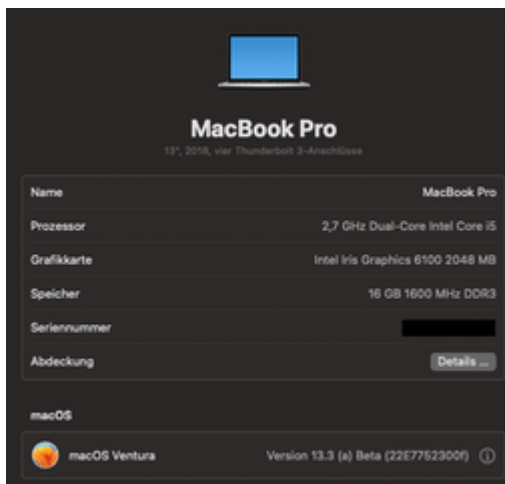 MacBook Pro
13", 2018, vier Thunderbolt 3-Anschlüsse
Name MacBook Pro
Prozessor 2,7 GHz Dual-Core Intel Core i5
Grafikkarte Intel Iris Graphics 6100 2048 MB
Speicher 16 GB 1600 MHz DDR3
Seriennummer
Abdeckung Details ...
macOS
macOS Ventura Version 13.3 (a) Beta (22E7752300f)